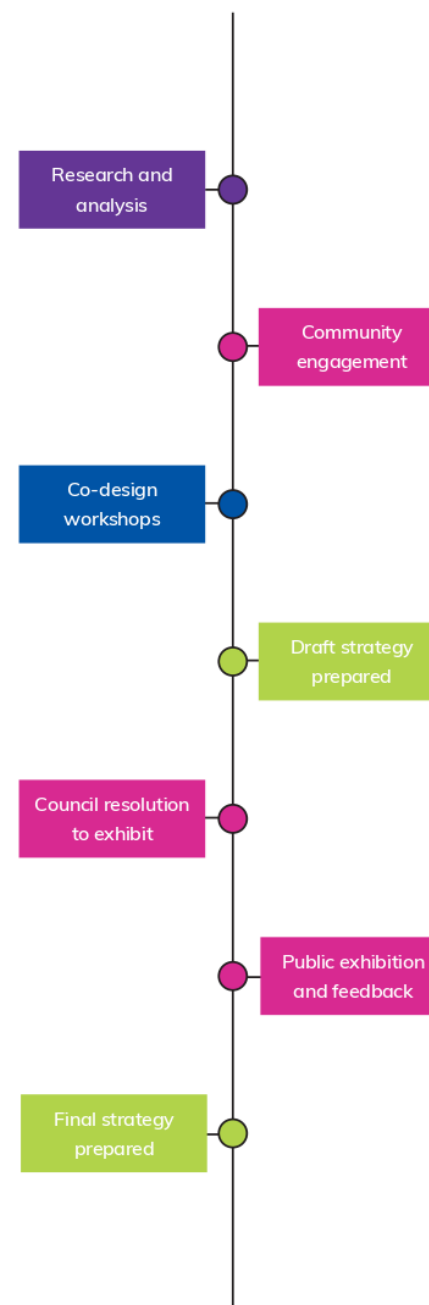 Research and
analysis
Community
engagement
Co-design
workshops
Draft strategy
prepared
Council resolution
to exhibit
Public exhibition
and feedback
Final strategy
prepared